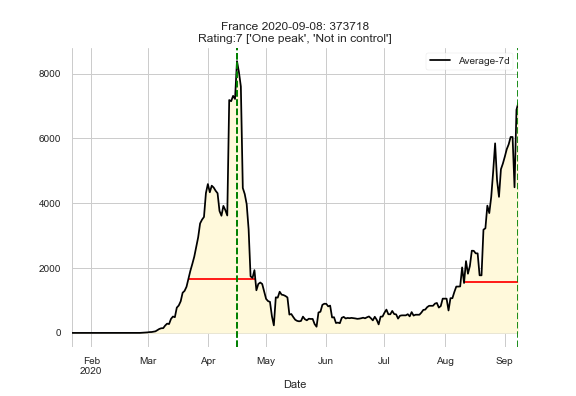 France 2020-09-08: 373718
Rating:7 ['One peak', 'Not in control']
Average-7d
8000
6000
4000
2000
0
Feb Mar Apr May Jun Jul Aug Sep
2020
Date